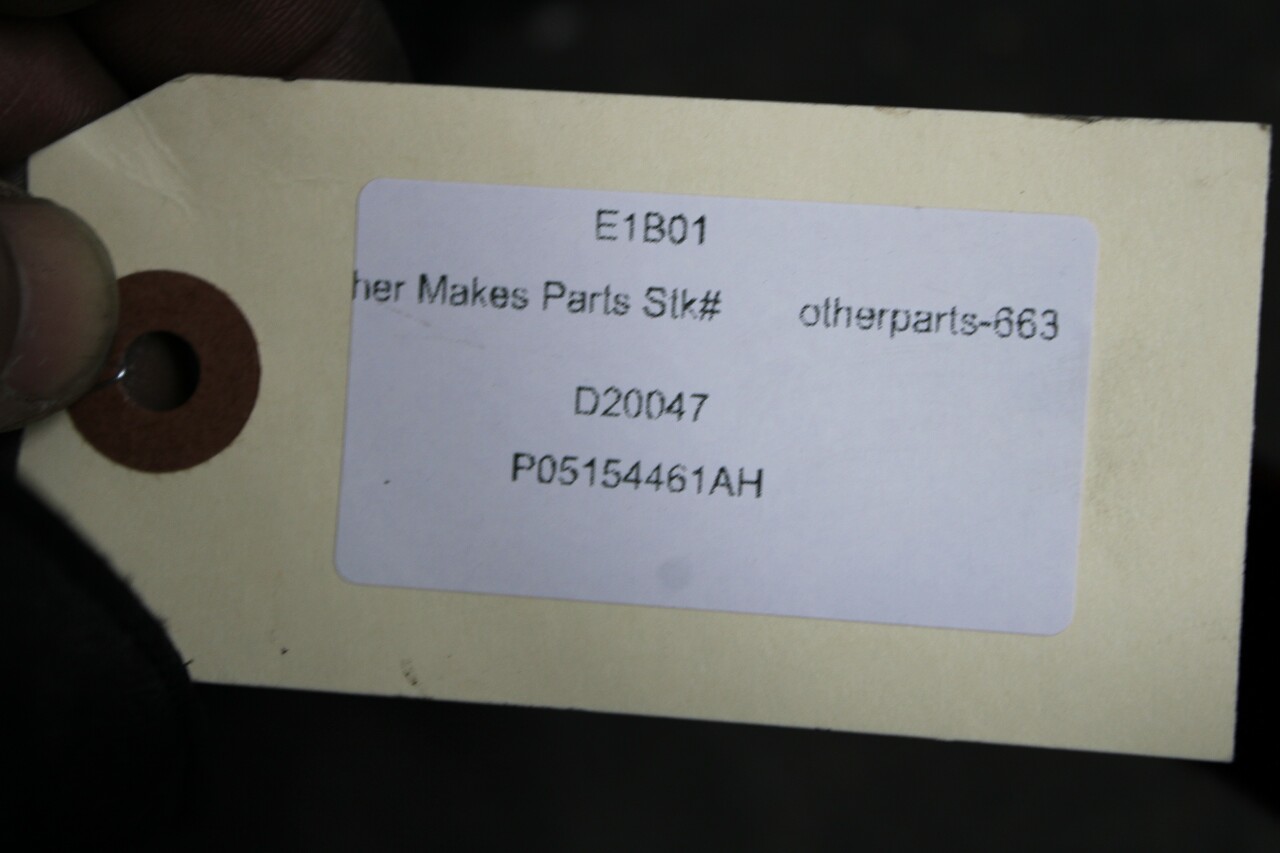 E1B01
her Makes Parts Stk# otherparts-663
D20047
P05154461AH